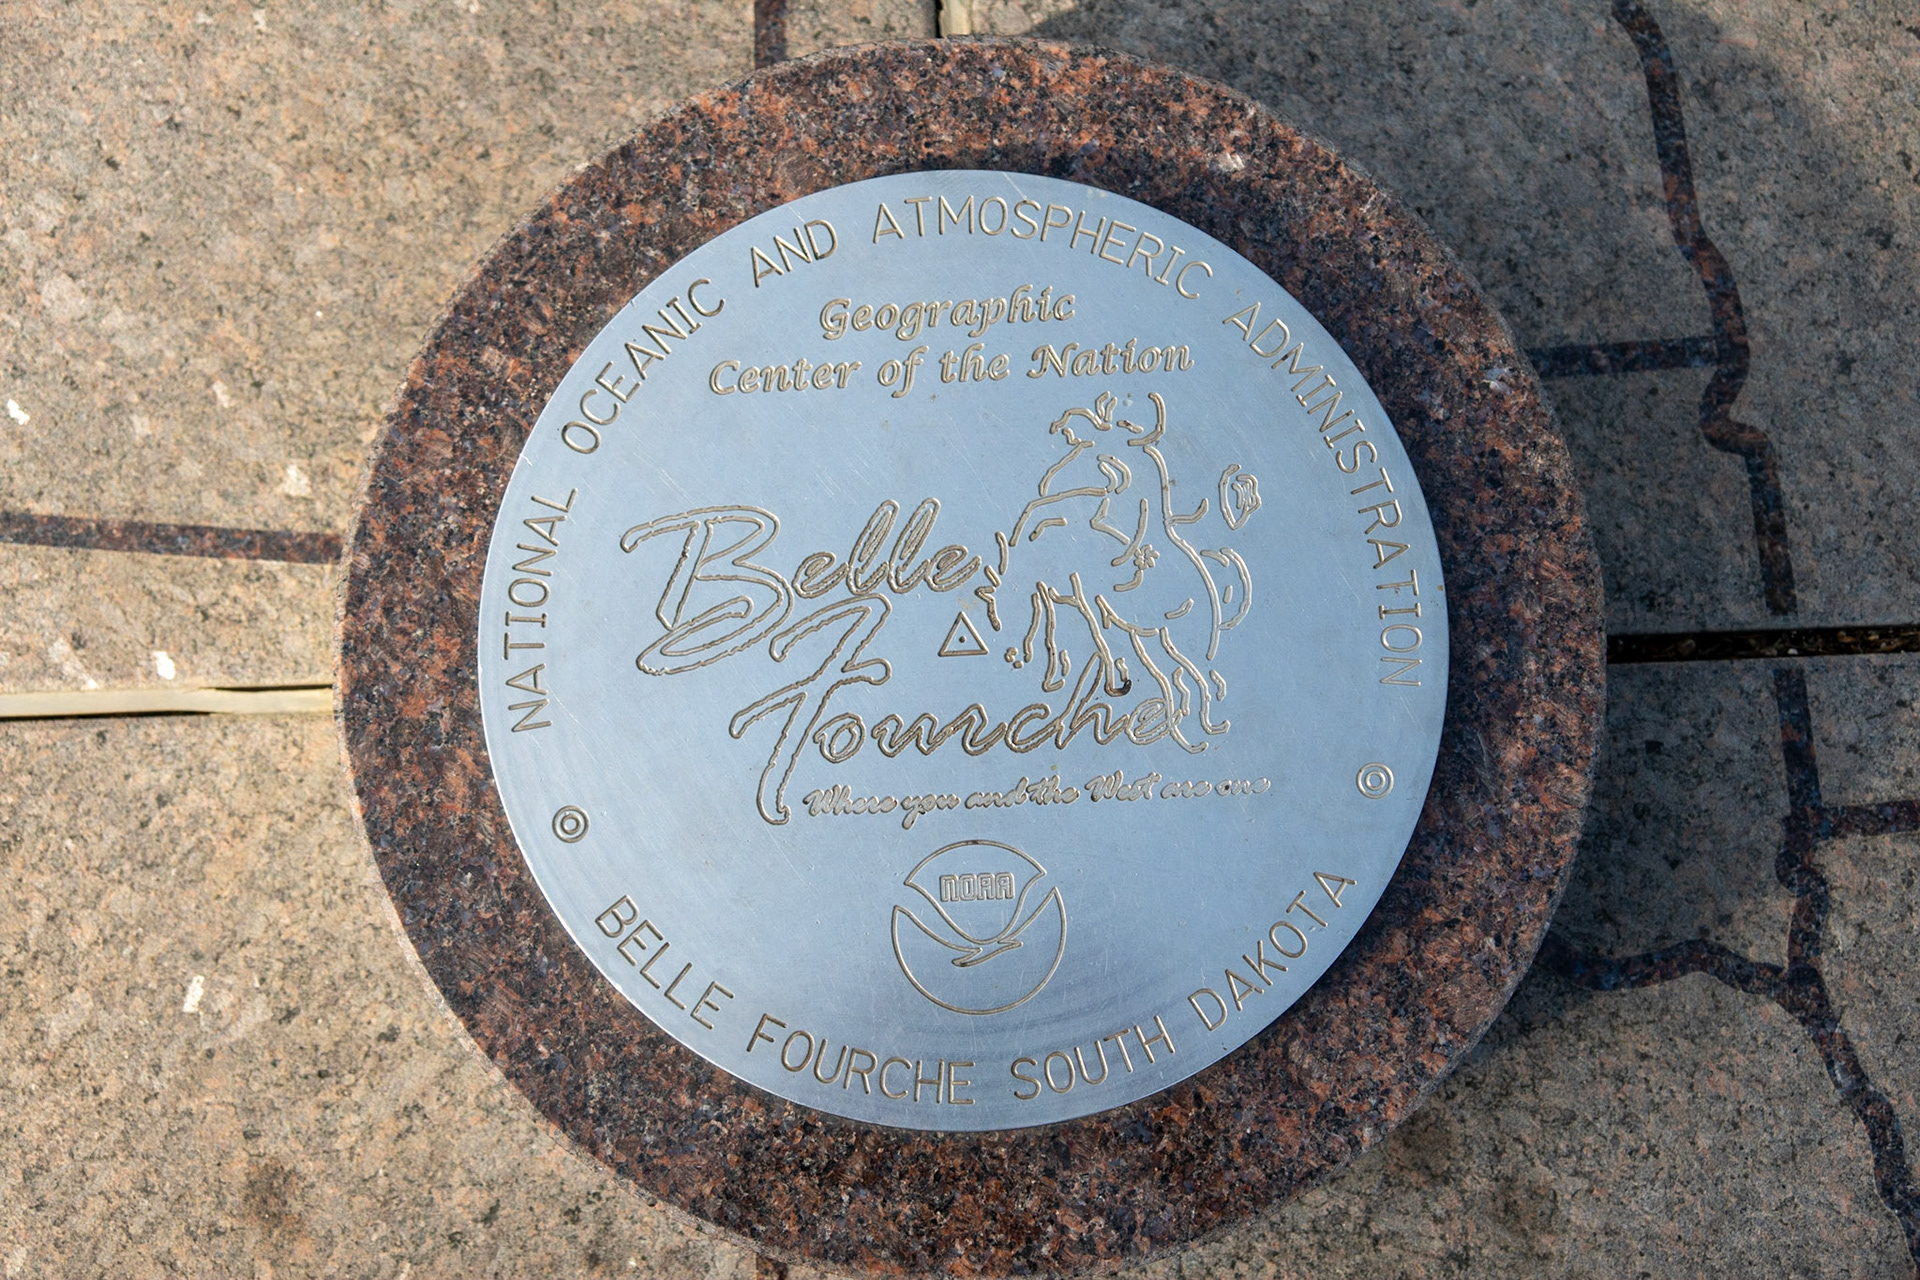 NATIONAL OCEANIC AND ATMOSPHERIC ADMINISTRATION
Geographic
Center of the Nation
Belle
Fourche
Where you and the West are one
NOAA
BELLE FOURCHE SOUTH DAKOTA